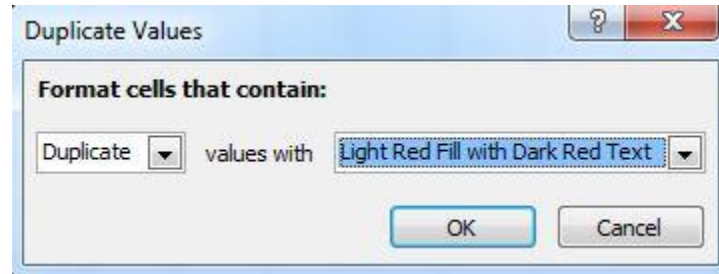 Duplicate Values
Format cells that contain:
Duplicate values with Light Red Fill with Dark Red Text
OK Cancel